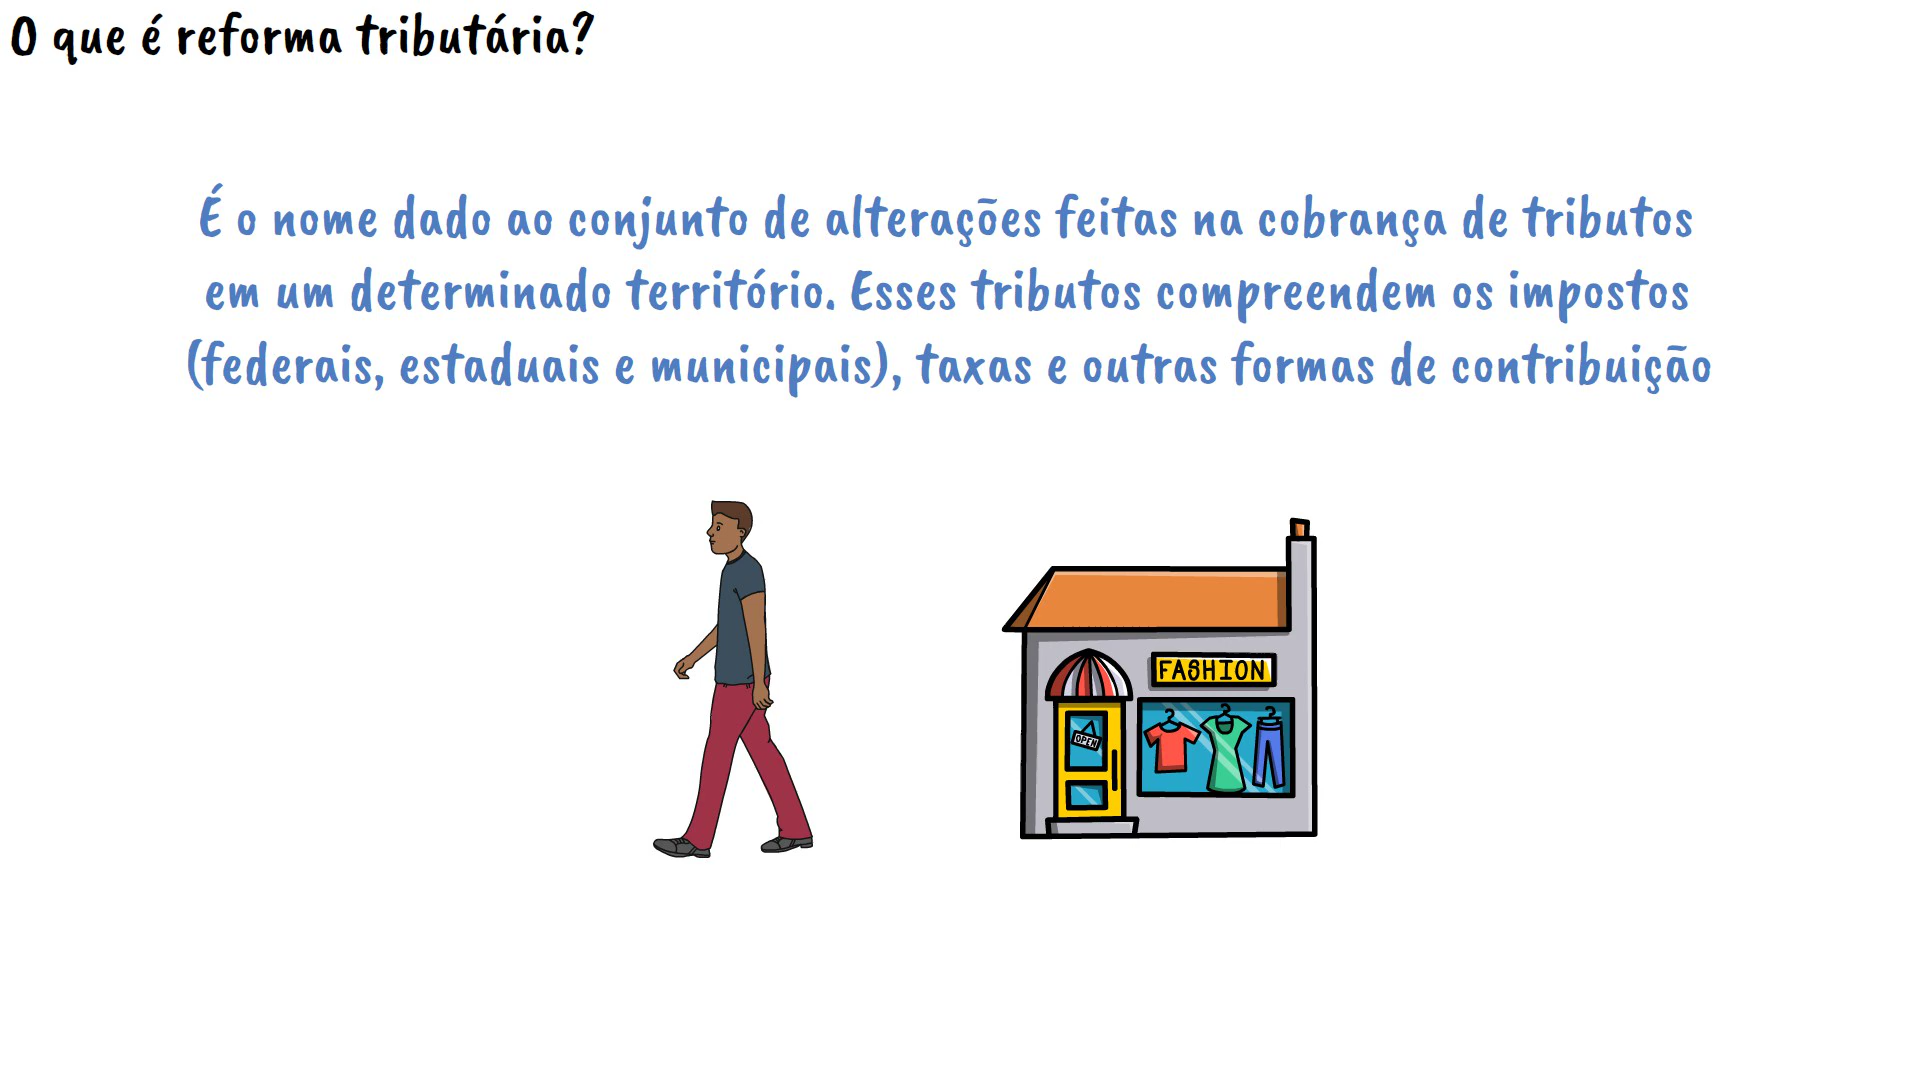 O que é reforma tributária?
É o nome dado ao conjunto de alterações feitas na cobrança de tributos
em um determinado território. Esses tributos compreendem os impostos
(federais, estaduais e municipais), taxas e outras formas de contribuição
FASHION
OPEN